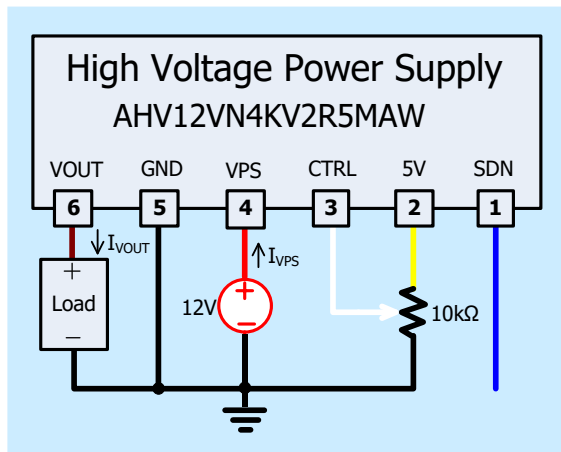 High Voltage Power Supply
AHV12VN4KV2R5MAW
VOUT GND VPS CTRL 5V SDN
6 5 4 3 2 1
IVOUT IVPS
+ +
Load 12V 10kΩ
− −